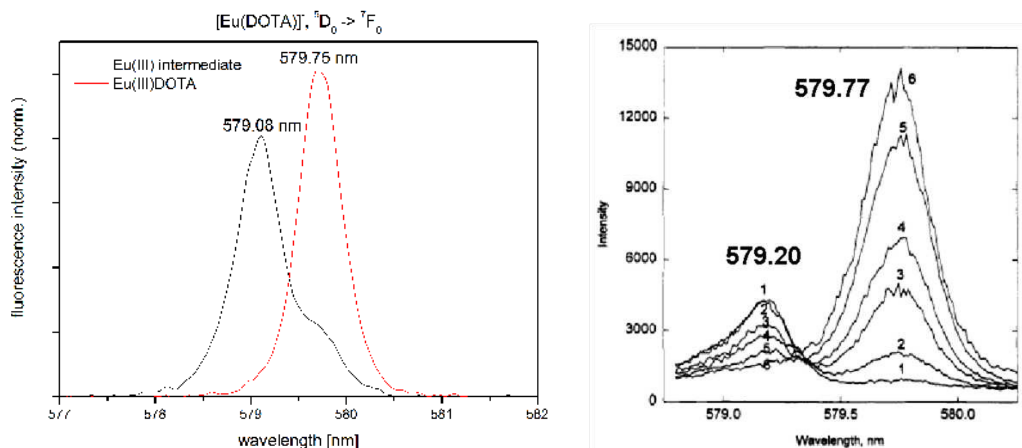 [Eu(DOTA)]⁻, ⁵D₀ -> ⁷F₀
Eu(III) intermediate
Eu(III)DOTA
579.75 nm
579.08 nm
fluorescence intensity (norm.)
577 578 579 580 581 582
wavelength [nm]
15000
12000
9000
6000
3000
0
Intensity
579.77
579.20
6
5
4
3
2
1
1
2
3
4
5
6
579.0 579.5 580.0
Wavelength, nm